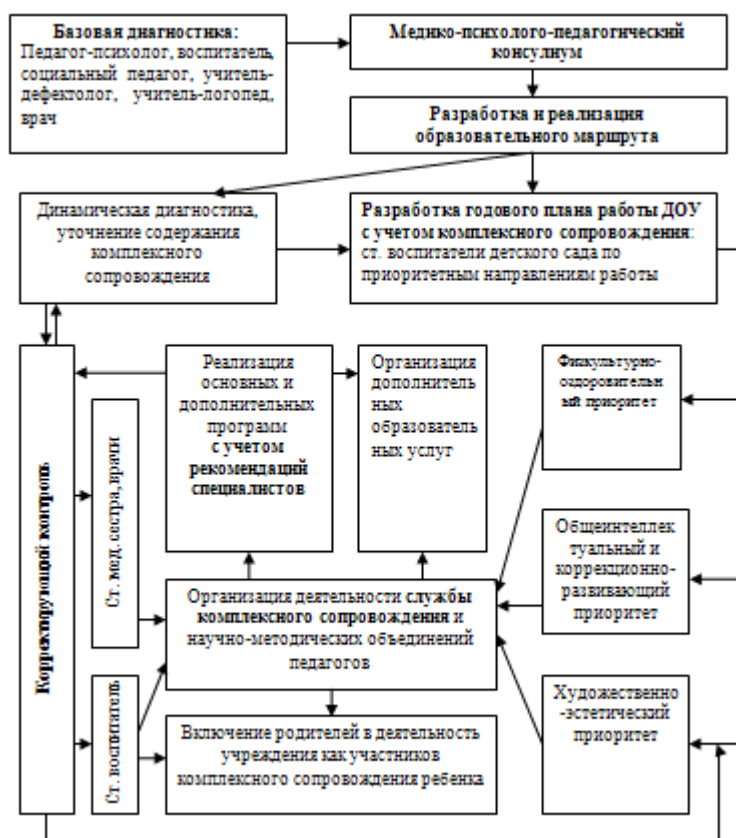 Базовая диагностика:
Педагог-психолог, воспитатель,
социальный педагог, учитель-
дефектолог, учитель-логопед,
врач
Медико-психолого-педагогический
консулиум
Разработка и реализация
образовательного маршрута
Динамическая диагностика,
уточнение содержания
комплексного
сопровождения
Разработка годового плана работы ДОУ
с учетом комплексного сопровождения:
ст. воспитатели детского сада по
приоритетным направлениям работы
Корректирующий контроль
Ст. мед. сестра, врачи
Ст. воспитатель
Реализация
основных и
дополнительных
программ
с учетом
рекомендаций
специалистов
Организация
дополнитель
ных
образователь
ных услуг
Физкультурно-
оздоровительн
ый приоритет
Общеинтеллек
туальный и
коррекционно-
развивающий
приоритет
Организация деятельности службы
комплексного сопровождения и
научно-методических объединений
педагогов
Художественно
-эстетический
приоритет
Включение родителей в деятельность
учреждения как участников
комплексного сопровождения ребенка